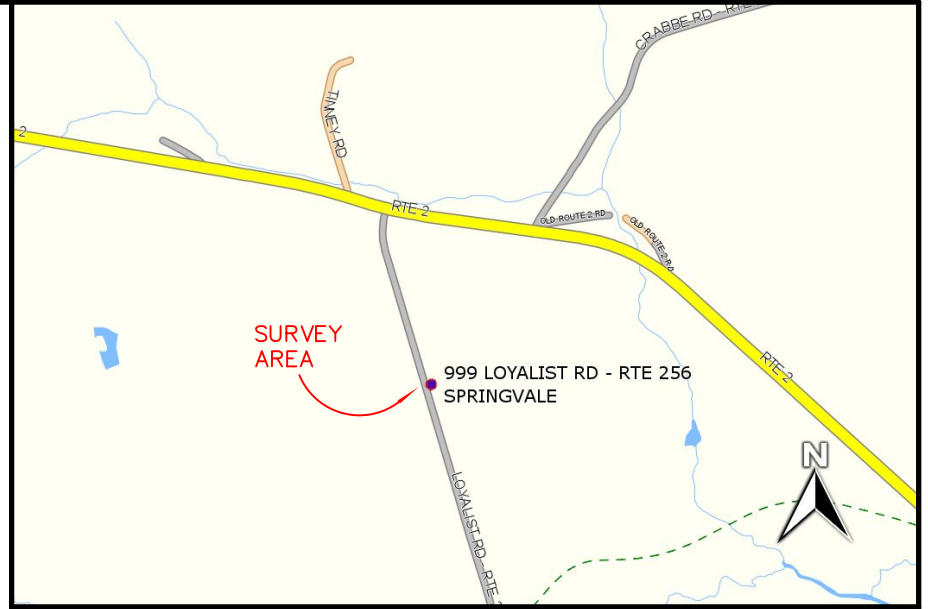 CRABBE RD - RTE
TINNEY RD
2
RTE 2
OLD ROUTE 2 RD
OLD ROUTE 2 RD
SURVEY
AREA
999 LOYALIST RD - RTE 256
SPRINGVALE
RTE 2
N
LOYALIST RD - RTE